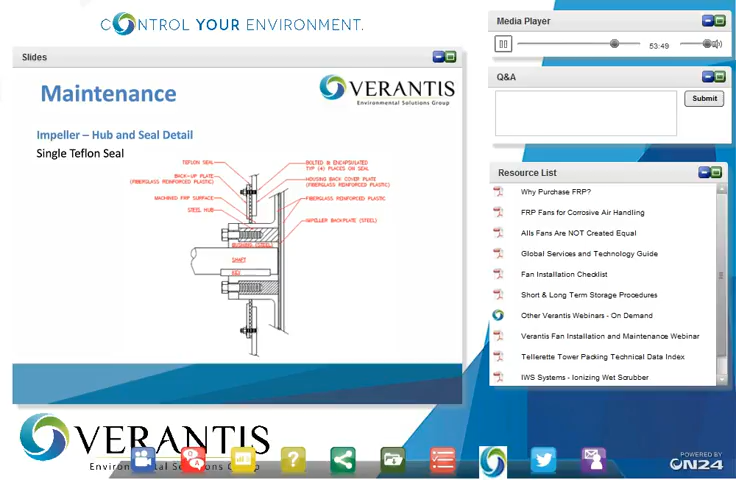 CONTROL YOUR ENVIRONMENT.
Slides
Maintenance
VERANTIS
Environmental Solutions Group
Impeller – Hub and Seal Detail
Single Teflon Seal
TEFLON SEAL
BACK-UP PLATE
(FIBERGLASS REINFORCED PLASTIC)
MACHINED FRP SURFACE
STEEL HUB
BOLTED & ENCAPSULATED
TYP (4) PLACES ON SEAL
HOUSING BACK COVER PLATE
(FIBERGLASS REINFORCED PLASTIC)
FIBERGLASS REINFORCED PLASTIC
IMPELLER BACKPLATE (STEEL)
BUSHING (STEEL)
SHAFT
KEY
Media Player
53:49
Q&A
Submit
Resource List
Why Purchase FRP?
FRP Fans for Corrosive Air Handling
Alls Fans are NOT Created Equal
Global Services and Technology Guide
Fan Installation Checklist
Short & Long Term Storage Procedures
Other Verantis Webinars - On Demand
Verantis Fan Installation and Maintenance Webinar
Tellerette Tower Packing Technical Data Index
IWS Systems - Ionizing Wet Scrubber
VERANTIS
Environmental Solutions Group
Q A
?
POWERED BY
ON24